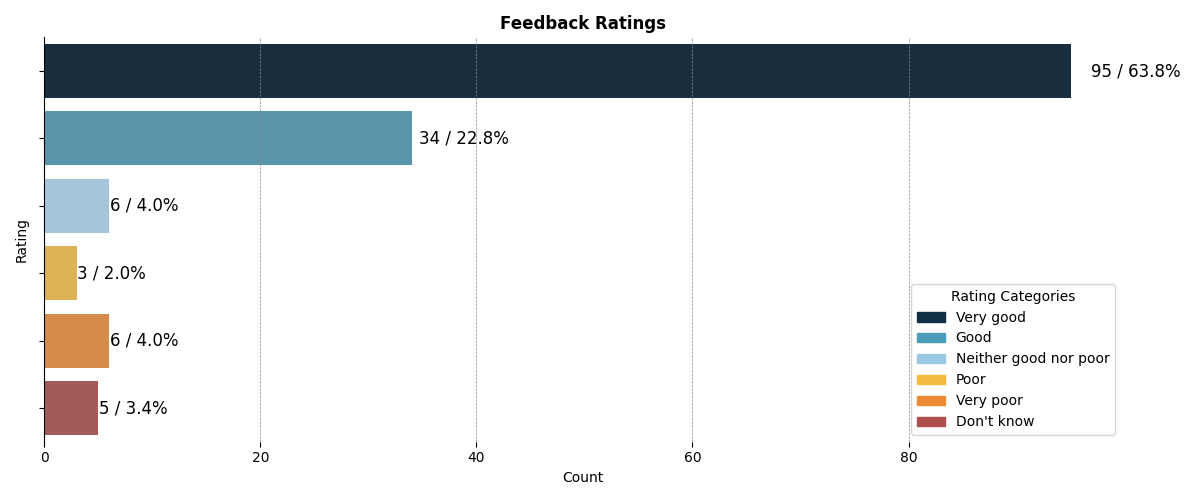 Feedback Ratings
95 / 63.8%
34 / 22.8%
6 / 4.0%
3 / 2.0%
6 / 4.0%
5 / 3.4%
Rating
Rating Categories
Very good
Good
Neither good nor poor
Poor
Very poor
Don't know
0 20 40 60 80
Count